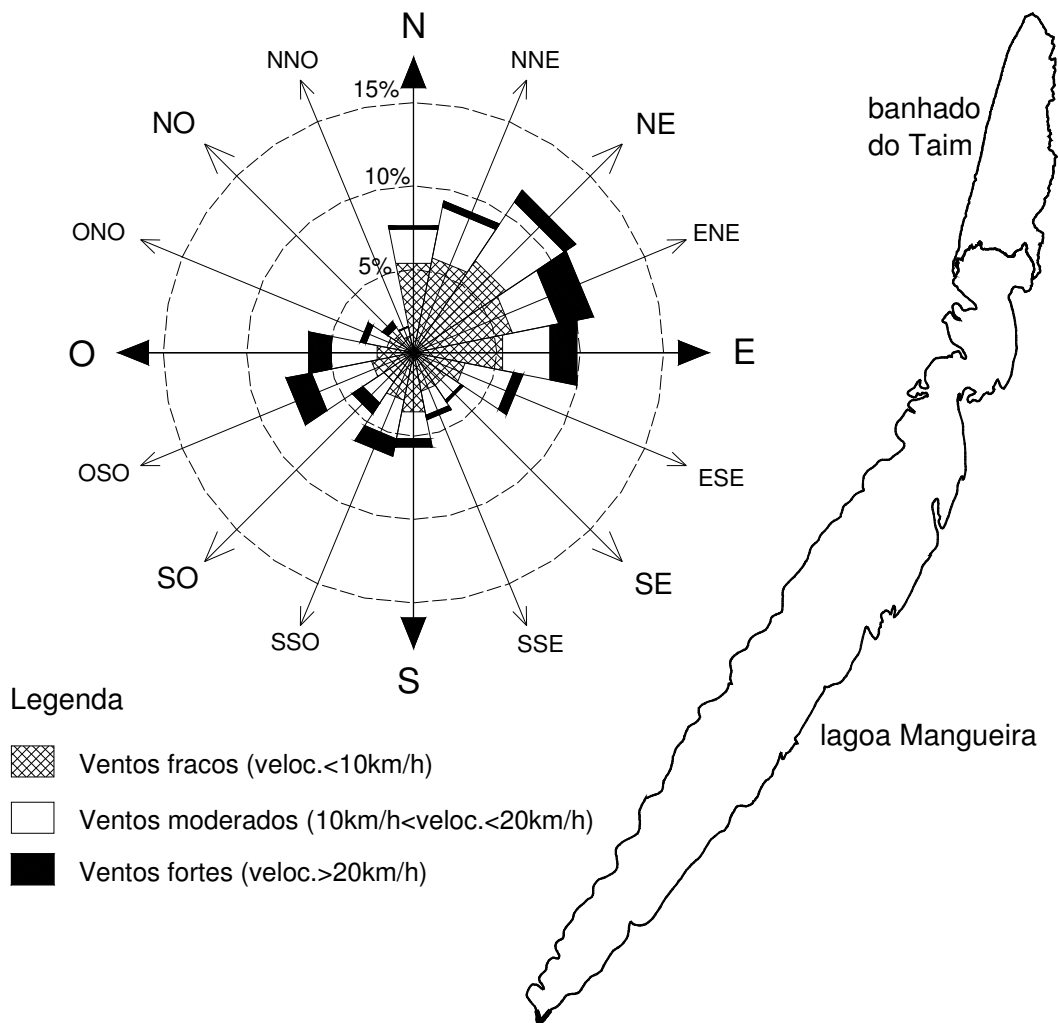 N
NNO
NNE
15%
NO
NE
10%
ONO
ENE
5%
O
E
OSO
ESE
SO
SE
SSO
SSE
S
banhado
do Taim
lagoa Mangueira
Legenda
Ventos fracos (veloc.<10km/h)
Ventos moderados (10km/h<veloc.<20km/h)
Ventos fortes (veloc.>20km/h)